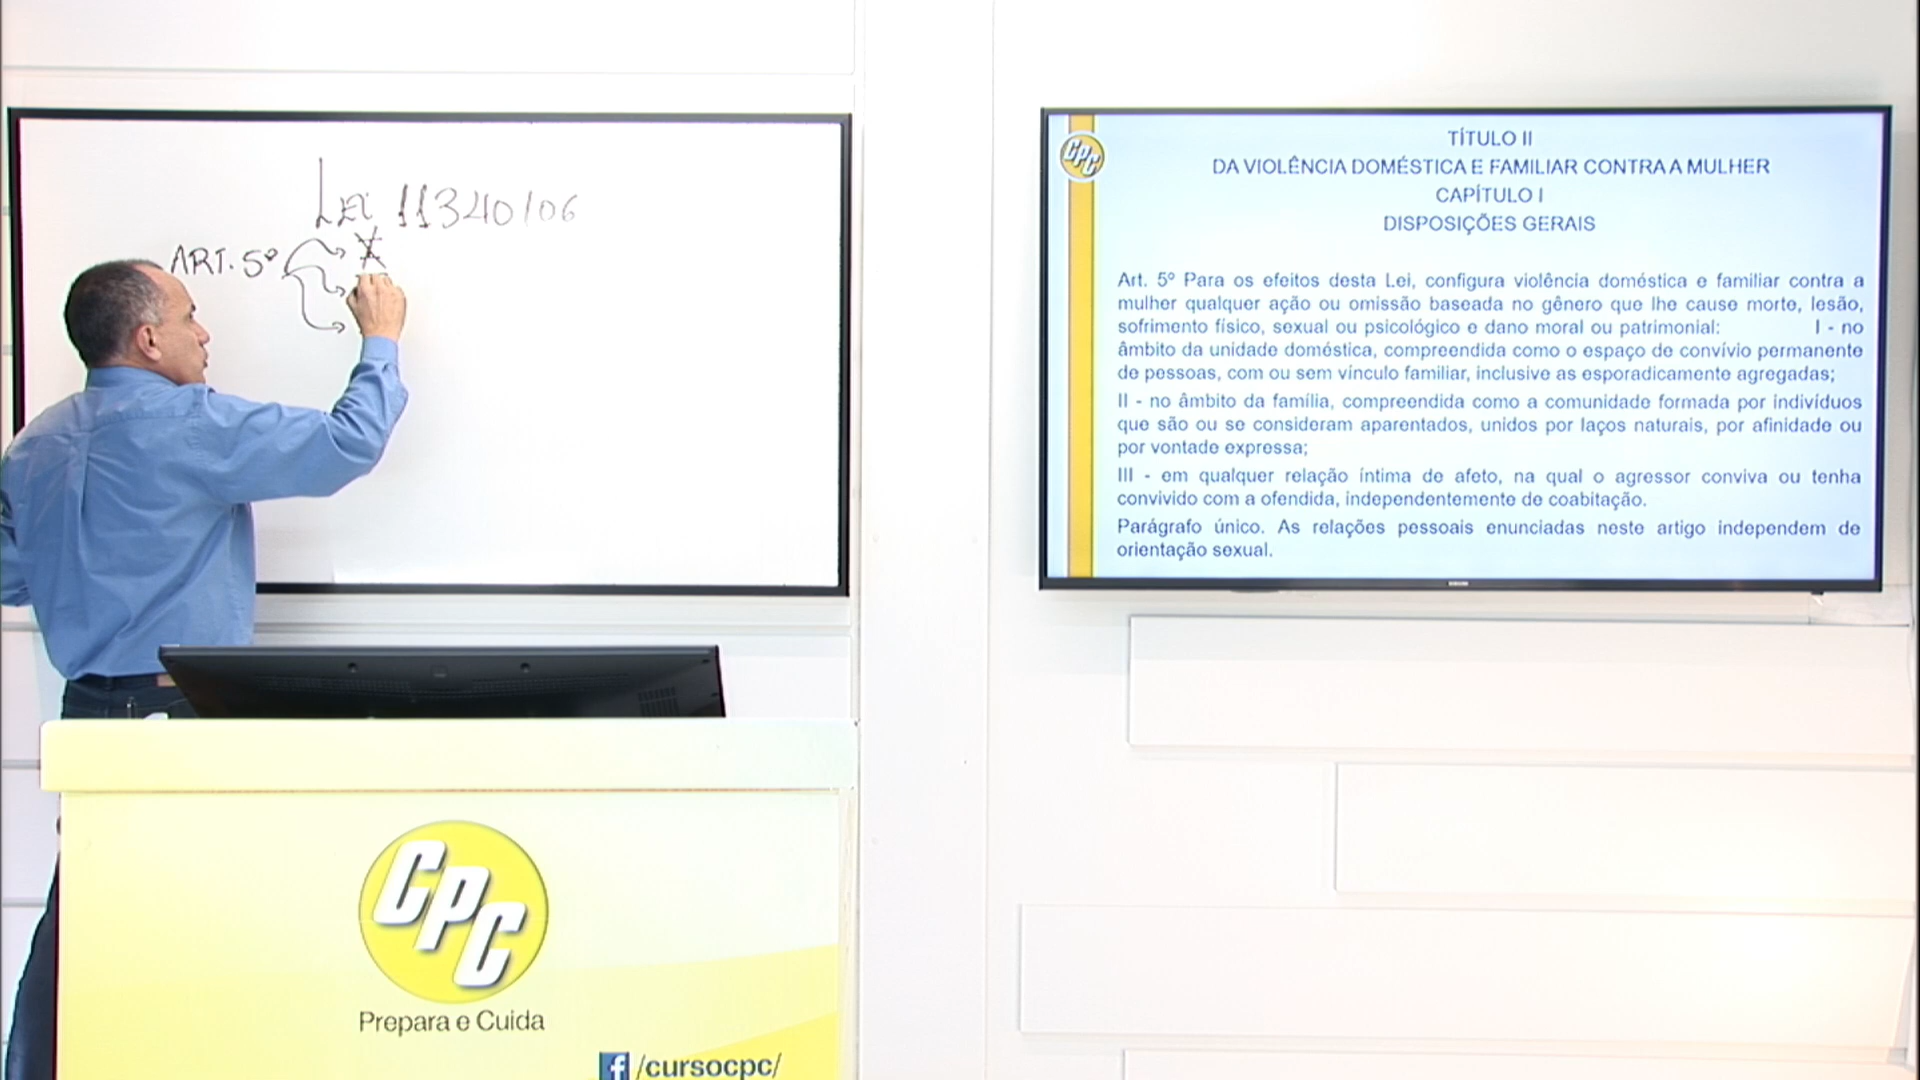 LEI 11340/06
ART. 5º
CPC
TÍTULO II
DA VIOLÊNCIA DOMÉSTICA E FAMILIAR CONTRA A MULHER
CAPÍTULO I
DISPOSIÇÕES GERAIS
Art. 5º Para os efeitos desta Lei, configura violência doméstica e familiar contra a
mulher qualquer ação ou omissão baseada no gênero que lhe cause morte, lesão,
sofrimento físico, sexual ou psicológico e dano moral ou patrimonial: I - no
âmbito da unidade doméstica, compreendida como o espaço de convívio permanente
de pessoas, com ou sem vínculo familiar, inclusive as esporadicamente agregadas;
II - no âmbito da família, compreendida como a comunidade formada por indivíduos
que são ou se consideram aparentados, unidos por laços naturais, por afinidade ou
por vontade expressa;
III - em qualquer relação íntima de afeto, na qual o agressor conviva ou tenha
convivido com a ofendida, independentemente de coabitação.
Parágrafo único. As relações pessoais enunciadas neste artigo independem de
orientação sexual.
CPC
Prepara e Cuida
f /cursocpc/